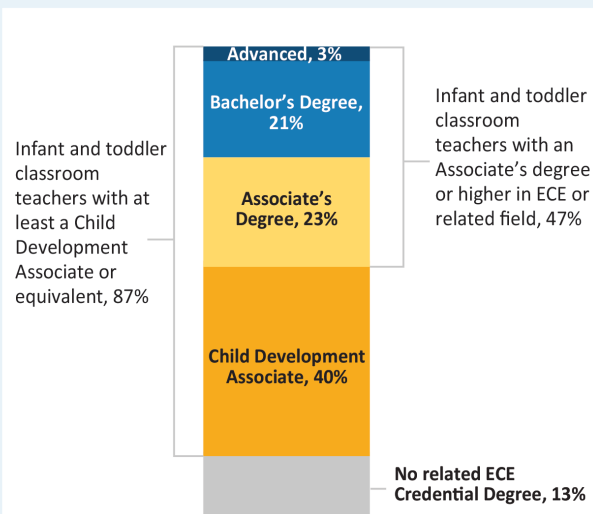 Advanced, 3%
Bachelor's Degree,
21%
Associate's
Degree, 23%
Child Development
Associate, 40%
Infant and toddler
classroom
teachers with at
least a Child
Development
Associate or
equivalent, 87%
Infant and toddler
classroom
teachers with an
Associate's degree
or higher in ECE or
related field, 47%
No related ECE
Credential Degree, 13%